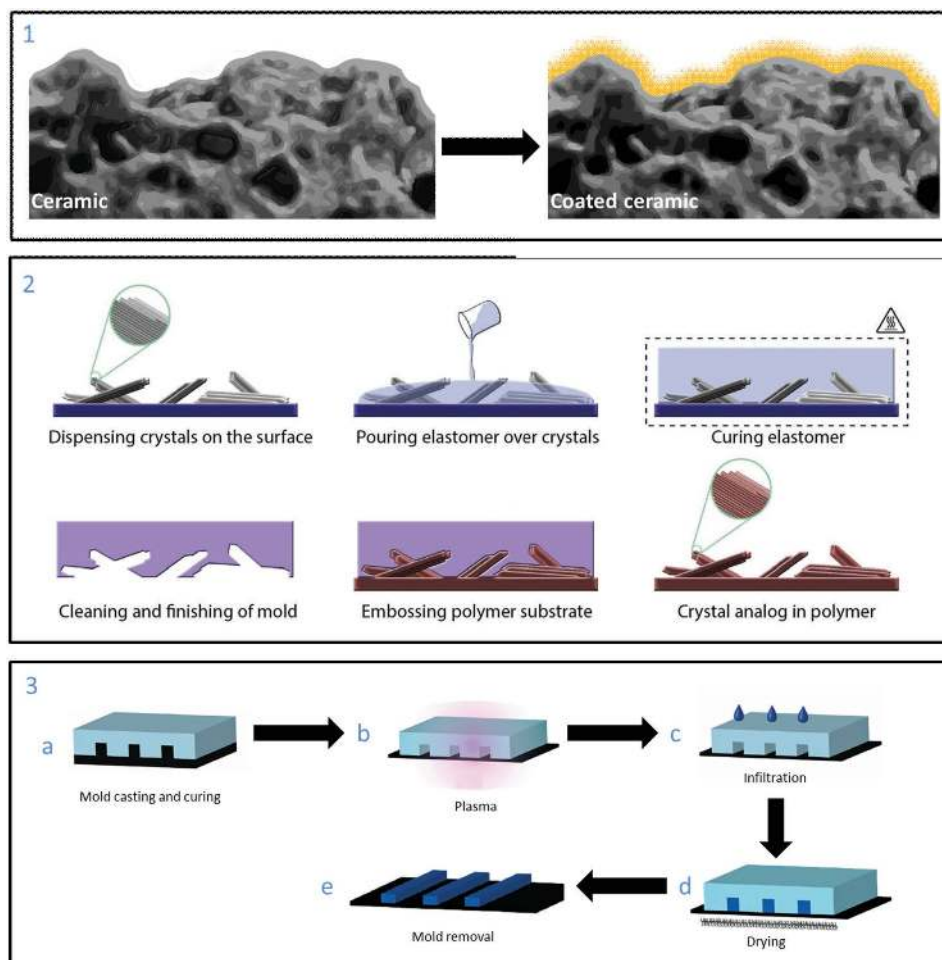 1
Ceramic
Coated ceramic
2
Dispensing crystals on the surface
Pouring elastomer over crystals
Curing elastomer
Cleaning and finishing of mold
Embossing polymer substrate
Crystal analog in polymer
3
a
Mold casting and curing
b
Plasma
c
Infiltration
d
Drying
e
Mold removal